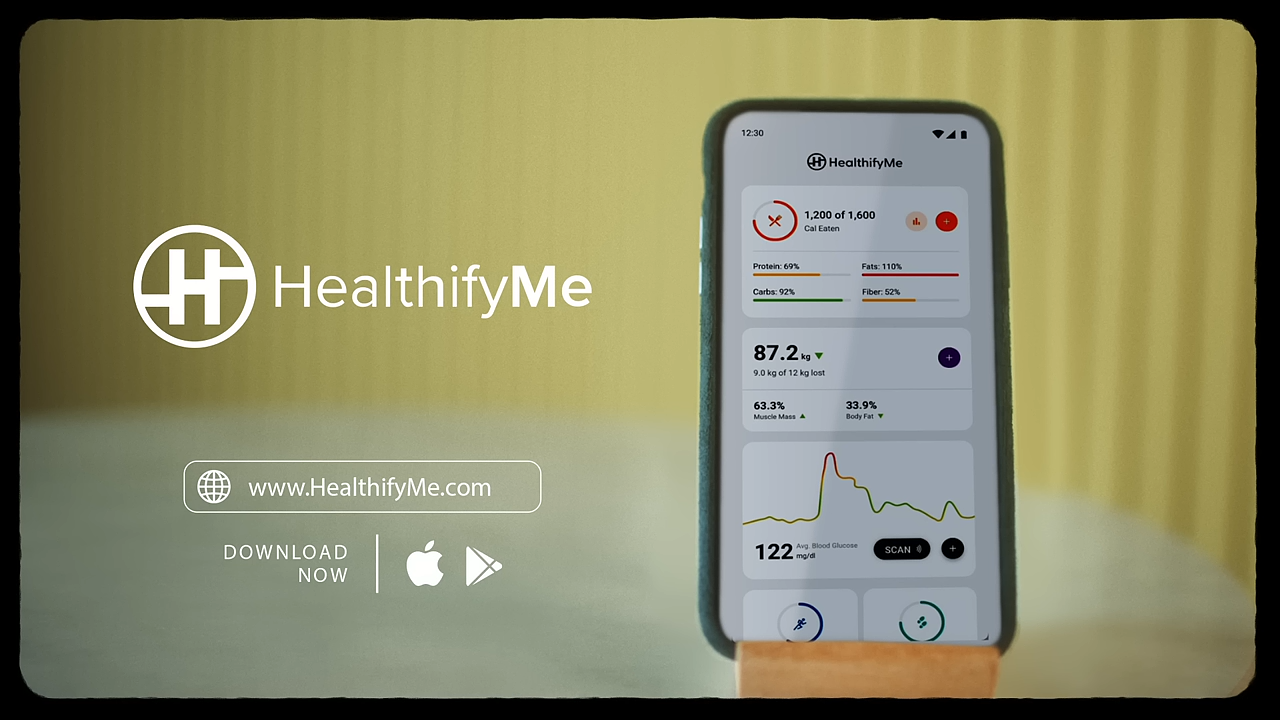 HealthifyMe
www.HealthifyMe.com
DOWNLOAD
NOW
12:30
HealthifyMe
1,200 of 1,600
Cal Eaten
Protein: 69%
Fats: 110%
Carbs: 92%
Fiber: 52%
87.2 kg
9.0 kg of 12 kg lost
63.3%
Muscle Mass
33.9%
Body Fat
122 Avg. Blood Glucose
mg/dl
SCAN